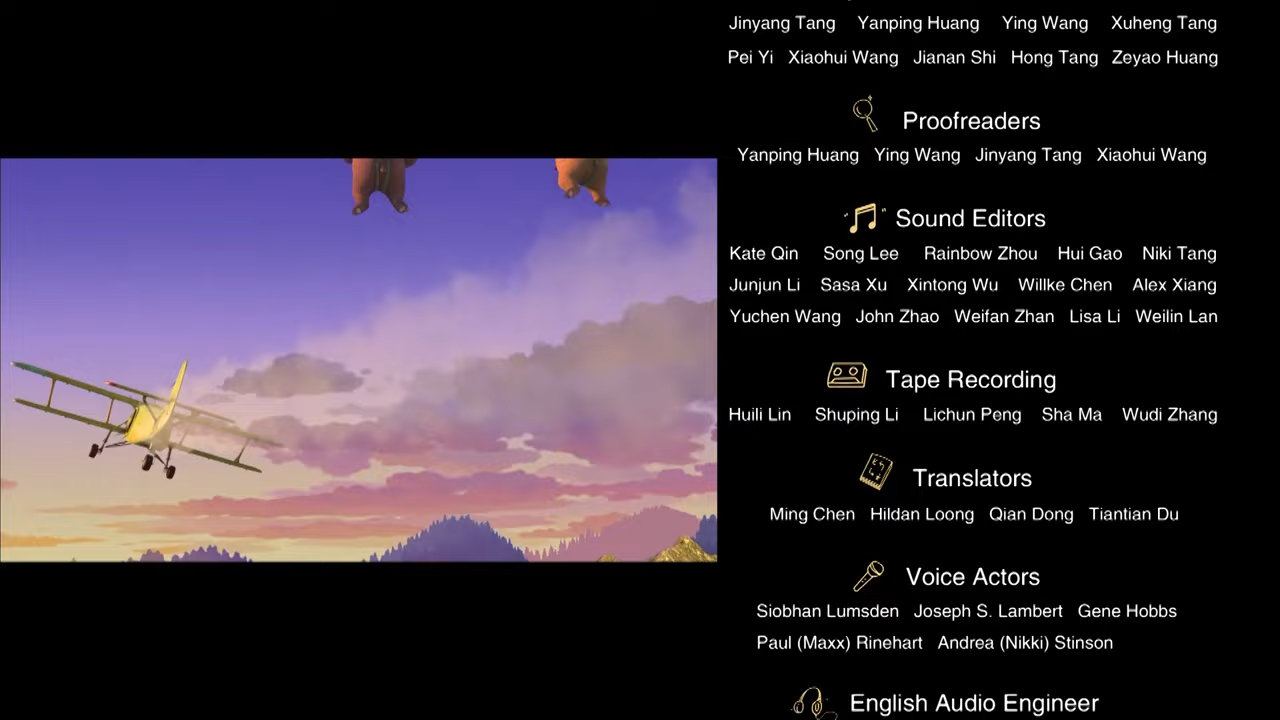 Jinyang Tang Yanping Huang Ying Wang Xuheng Tang
Pei Yi Xiaohui Wang Jianan Shi Hong Tang Zeyao Huang
Proofreaders
Yanping Huang Ying Wang Jinyang Tang Xiaohui Wang
Sound Editors
Kate Qin Song Lee Rainbow Zhou Hui Gao Niki Tang
Junjun Li Sasa Xu Xintong Wu Willke Chen Alex Xiang
Yuchen Wang John Zhao Weifan Zhan Lisa Li Weilin Lan
Tape Recording
Huili Lin Shuping Li Lichun Peng Sha Ma Wudi Zhang
Translators
Ming Chen Hildan Loong Qian Dong Tiantian Du
Voice Actors
Siobhan Lumsden Joseph S. Lambert Gene Hobbs
Paul (Maxx) Rinehart Andrea (Nikki) Stinson
English Audio Engineer